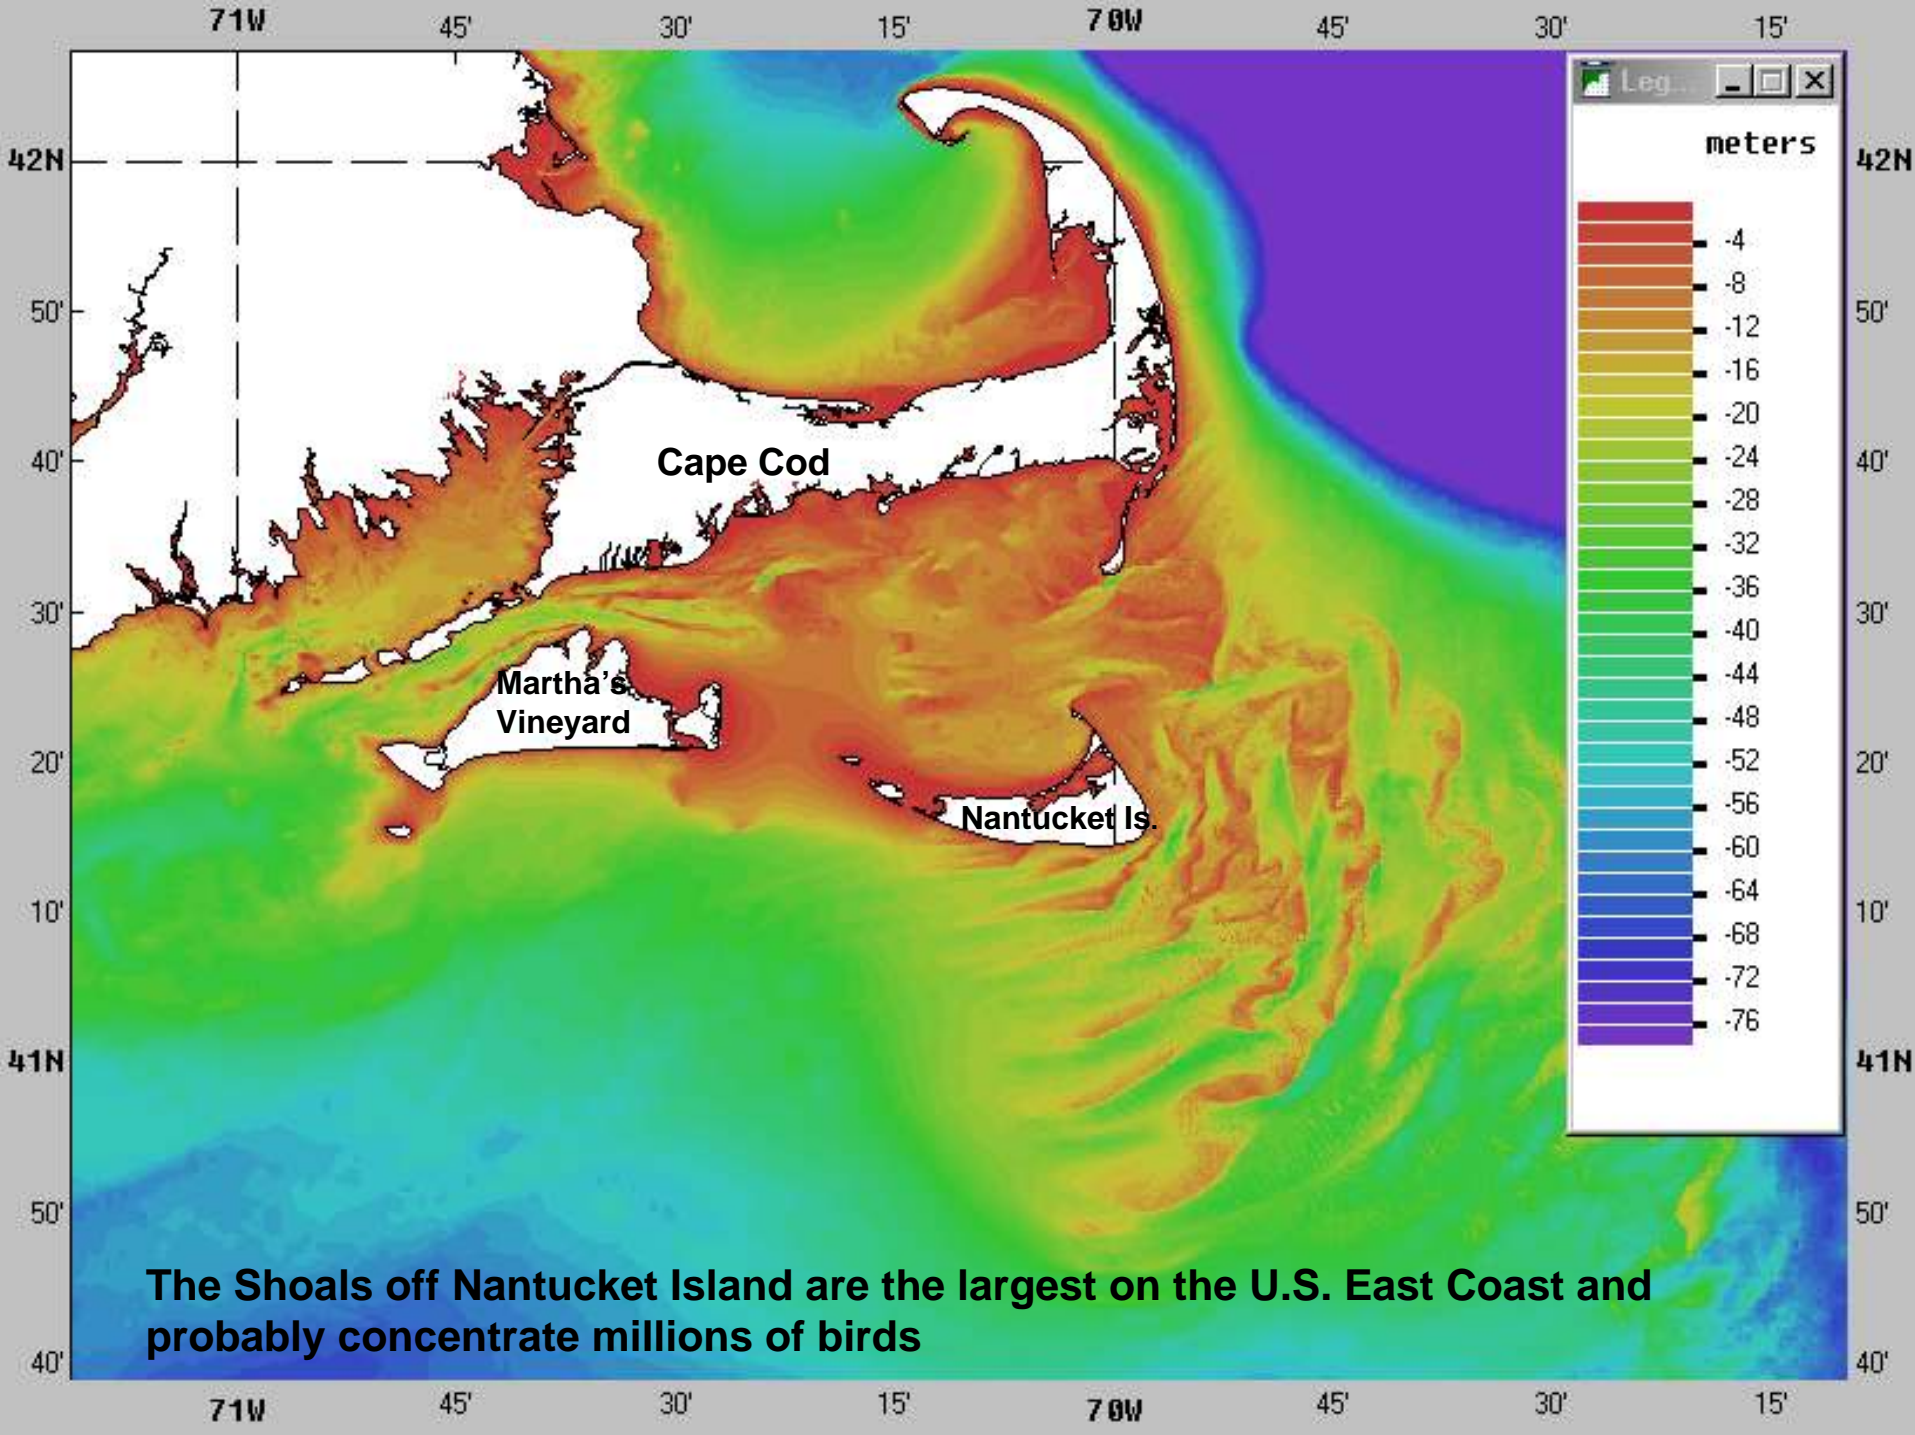 71W 45' 30' 15' 70W 45' 30' 15'
Leg...
meters
42N 42N
-4
-8
50' 50'
-12
-16
-20
Cape Cod
40' -24 40'
-28
-32
-36
30' 30'
-40
Martha's
-44
Vineyard
-48
20' -52 20'
-56
Nantucket Is.
-60
-64
10' 10'
-68
-72
-76
41N 41N
50' 50'
The Shoals off Nantucket Island are the largest on the U.S. East Coast and
probably concentrate millions of birds
40' 40'
71W 45' 30' 15' 70W 45' 30' 15'